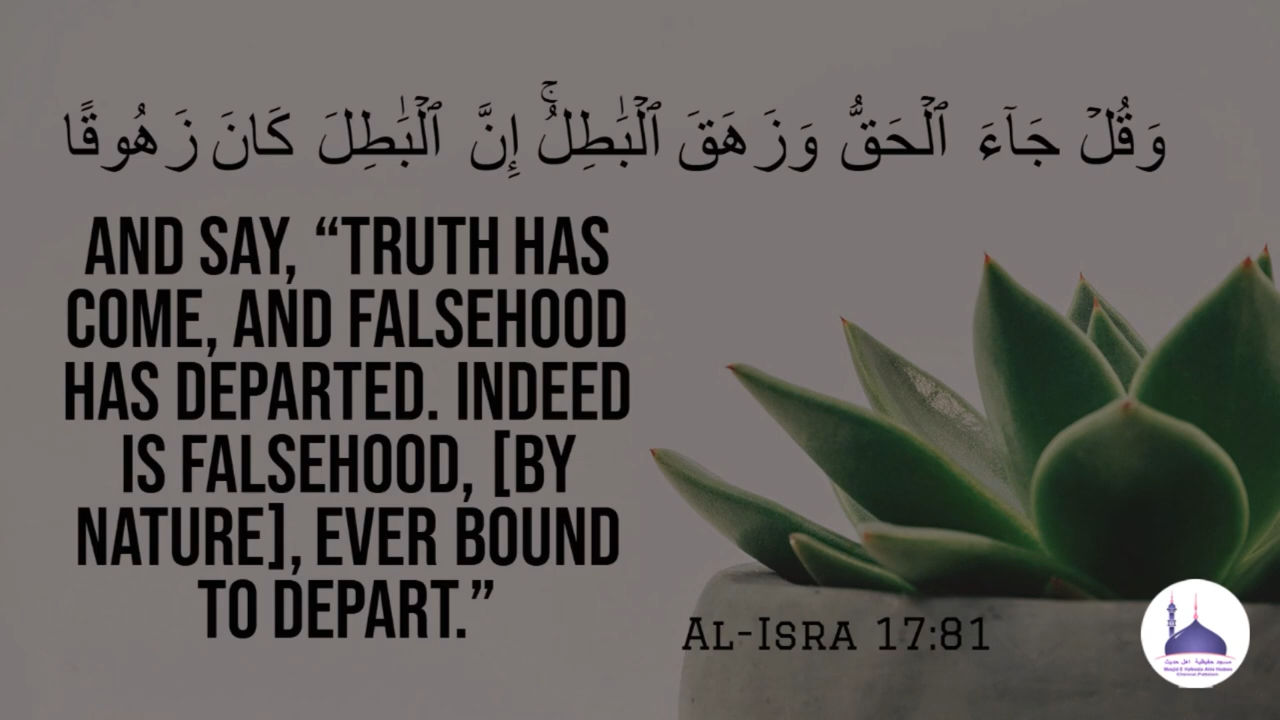 وَقُلْ جَآءَ ٱلْحَقُّ وَزَهَقَ ٱلْبَٰطِلُ ۚ إِنَّ ٱلْبَٰطِلَ كَانَ زَهُوقًا
AND SAY, “TRUTH HAS
COME, AND FALSEHOOD
HAS DEPARTED. INDEED
IS FALSEHOOD, [BY
NATURE], EVER BOUND
TO DEPART.”
AL-ISRA 17:81